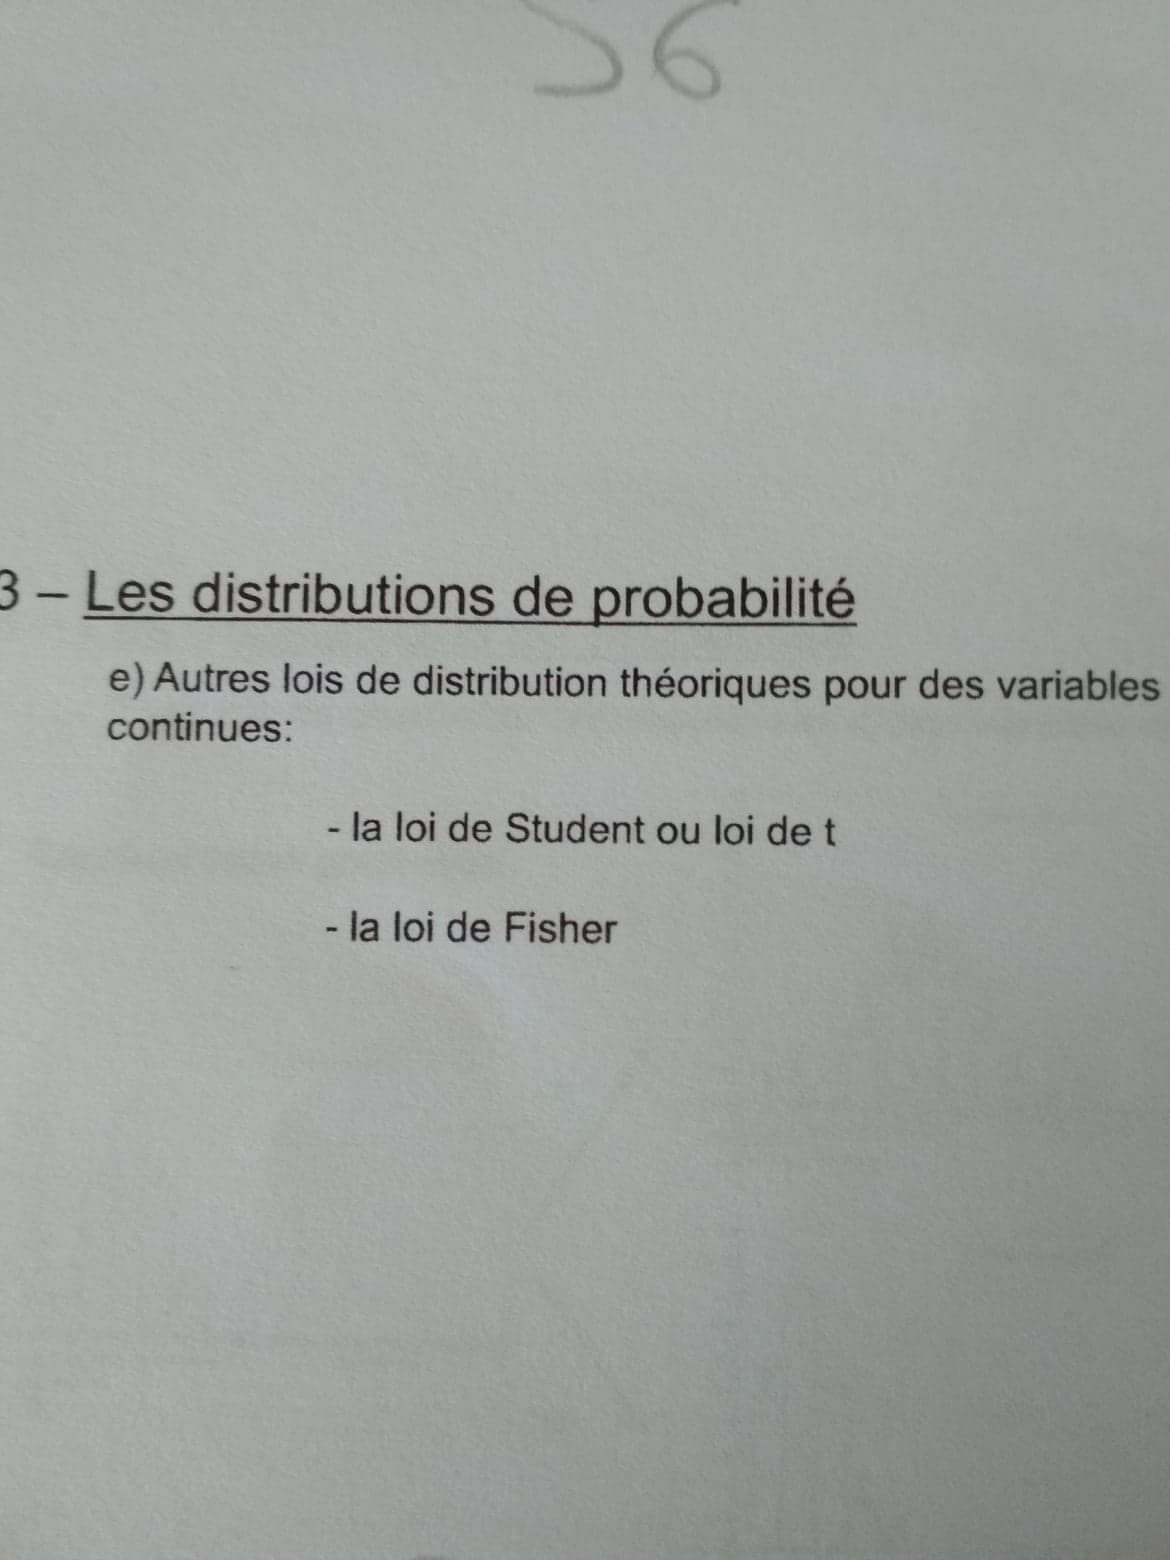 56
3 – Les distributions de probabilité
e) Autres lois de distribution théoriques pour des variables
continues:
- la loi de Student ou loi de t
- la loi de Fisher